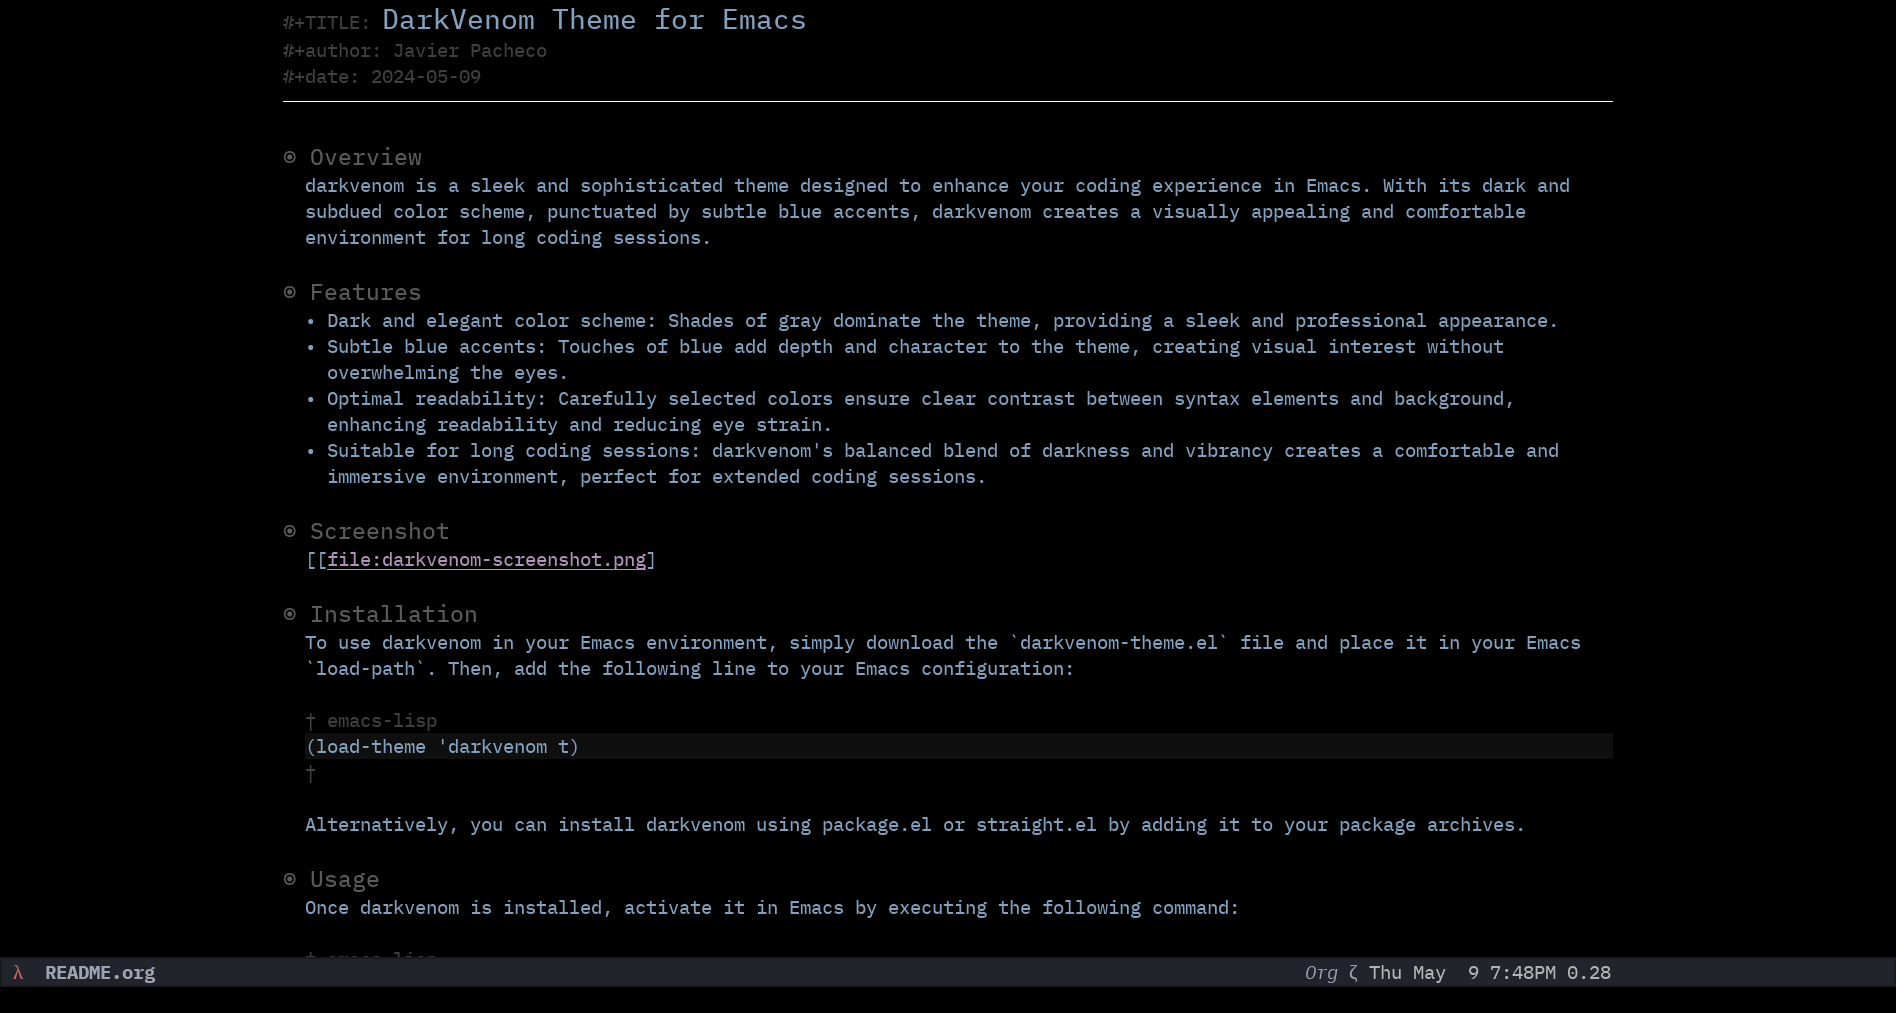 #+TITLE: DarkVenom Theme for Emacs
#+author: Javier Pacheco
#+date: 2024-05-09
◉ Overview
darkvenom is a sleek and sophisticated theme designed to enhance your coding experience in Emacs. With its dark and
subdued color scheme, punctuated by subtle blue accents, darkvenom creates a visually appealing and comfortable
environment for long coding sessions.
◉ Features
• Dark and elegant color scheme: Shades of gray dominate the theme, providing a sleek and professional appearance.
• Subtle blue accents: Touches of blue add depth and character to the theme, creating visual interest without
overwhelming the eyes.
• Optimal readability: Carefully selected colors ensure clear contrast between syntax elements and background,
enhancing readability and reducing eye strain.
• Suitable for long coding sessions: darkvenom's balanced blend of darkness and vibrancy creates a comfortable and
immersive environment, perfect for extended coding sessions.
◉ Screenshot
[[file:darkvenom-screenshot.png]
◉ Installation
To use darkvenom in your Emacs environment, simply download the `darkvenom-theme.el` file and place it in your Emacs
`load-path`. Then, add the following line to your Emacs configuration:
† emacs-lisp
(load-theme 'darkvenom t)
†
Alternatively, you can install darkvenom using package.el or straight.el by adding it to your package archives.
◉ Usage
Once darkvenom is installed, activate it in Emacs by executing the following command:
† emacs-lisp
λ README.org Org ζ Thu May  9 7:48PM 0.28